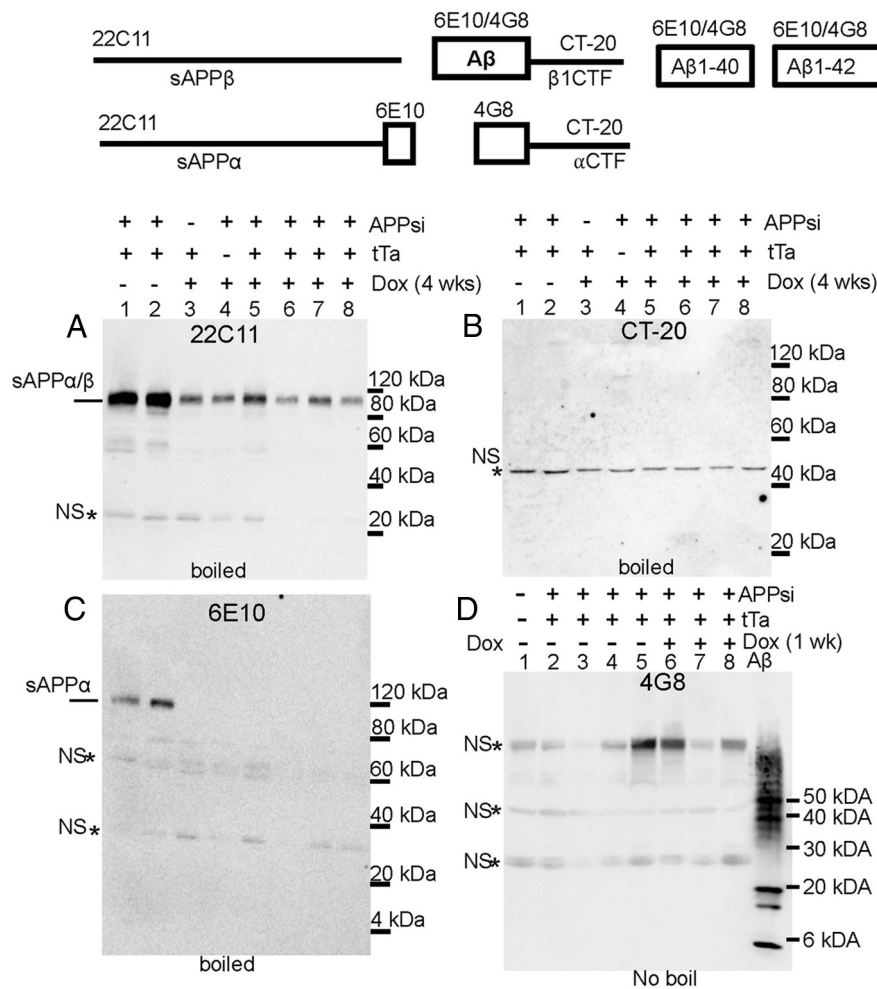 6E10/4G8 6E10/4G8 6E10/4G8
22C11 Aβ CT-20 Aβ1-40 Aβ1-42
sAPPβ β1CTF
22C11 6E10 4G8 CT-20
sAPPα αCTF
+ + - + + + + + APPsi
+ + + - + + + + tTa
- - + + + + + + Dox (4 wks)
1 2 3 4 5 6 7 8
A 22C11
sAPPα/β
120 kDa
80 kDa
60 kDa
40 kDa
NS*
20 kDa
boiled
+ + - + + + + + APPsi
+ + + - + + + + tTa
- - + + + + + + Dox (4 wks)
1 2 3 4 5 6 7 8
B CT-20
120 kDa
80 kDa
60 kDa
NS
*
40 kDa
20 kDa
boiled
C 6E10
sAPPα
120 kDa
80 kDa
NS*
60 kDa
NS*
40 kDa
20 kDa
4 kDa
boiled
- + + + + + + + APPsi
- + + + + + + + tTa
Dox - - - - - + + + Dox (1 wk)
1 2 3 4 5 6 7 8 Aβ
D 4G8
NS*
50 kDA
NS*
40 kDA
30 kDA
NS*
20 kDA
6 kDA
No boil